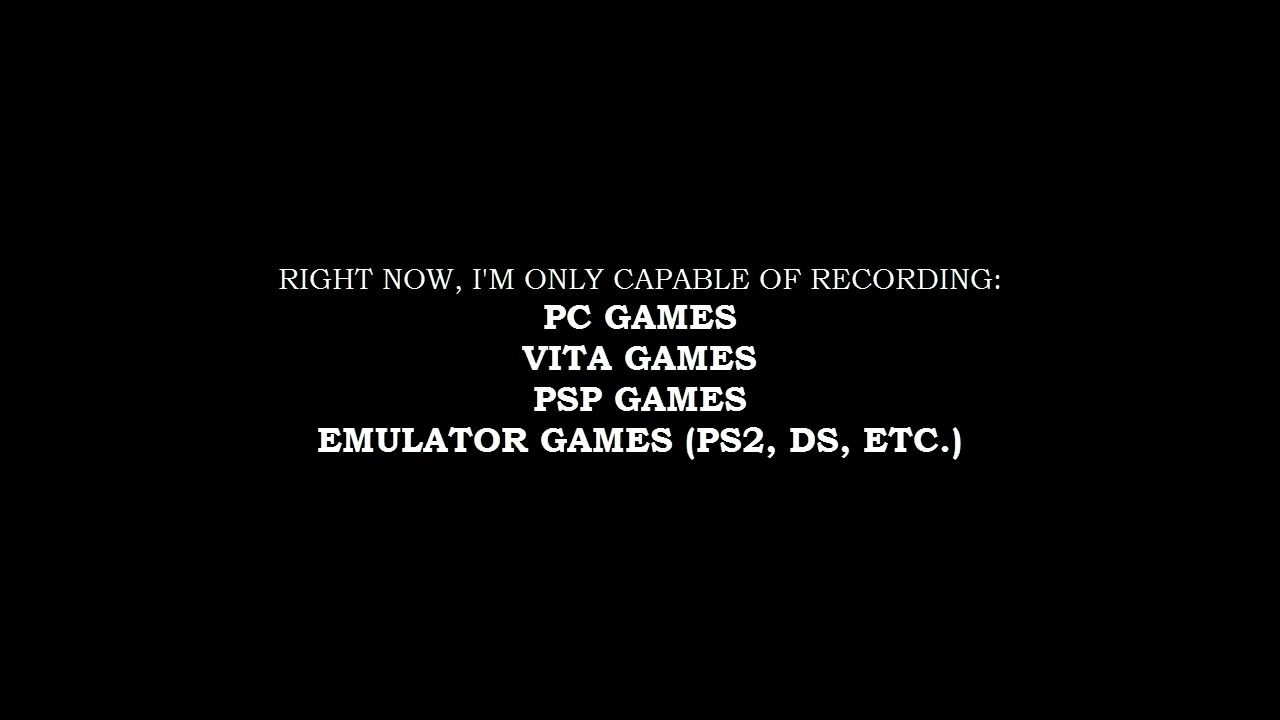 RIGHT NOW, I'M ONLY CAPABLE OF RECORDING:
PC GAMES
VITA GAMES
PSP GAMES
EMULATOR GAMES (PS2, DS, ETC.)